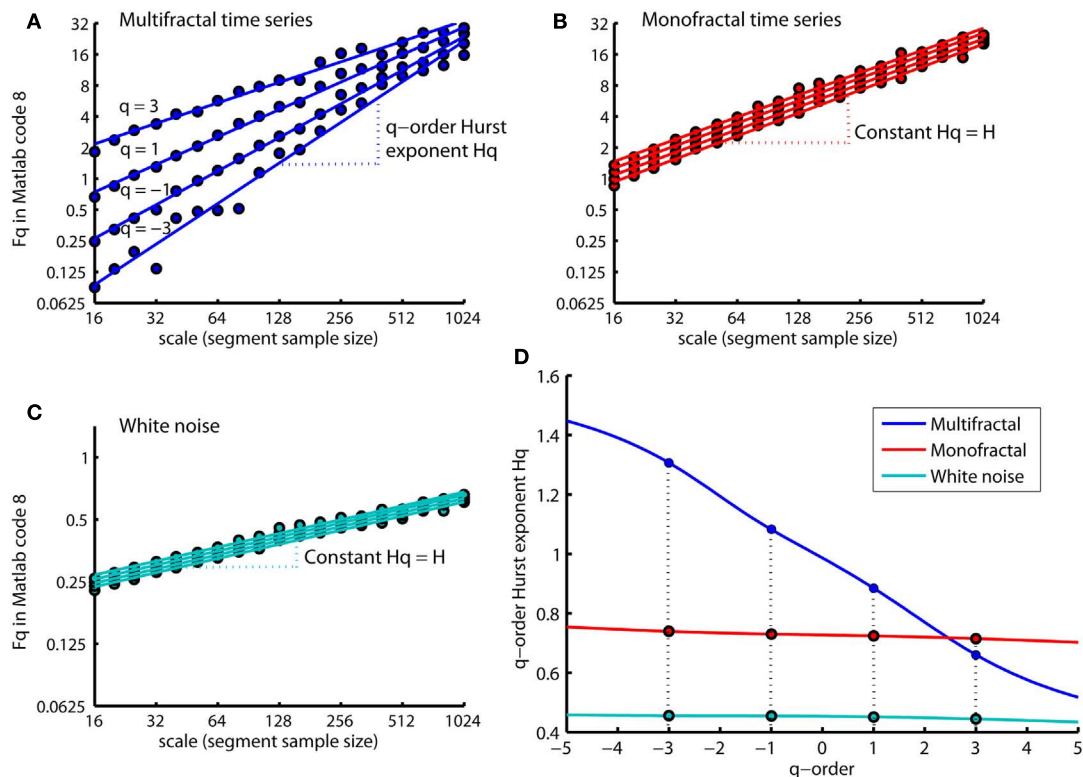 A
Multifractal time series
Fq in Matlab code 8
32
16
8
4
2
1
0.5
0.25
0.125
0.0625
q = 3
q = 1
q = −1
q = −3
q−order Hurst
exponent Hq
16 32 64 128 256 512 1024
scale (segment sample size)
B
Monofractal time series
Fq in Matlab code 8
32
16
8
4
2
1
0.5
0.25
0.125
0.0625
Constant Hq = H
16 32 64 128 256 512 1024
scale (segment sample size)
C
White noise
Fq in Matlab code 8
1
0.5
0.25
0.125
0.0625
Constant Hq = H
16 32 64 128 256 512 1024
scale (segment sample size)
D
q−order Hurst exponent Hq
1.6
1.4
1.2
1
0.8
0.6
0.4
Multifractal
Monofractal
White noise
−5 −4 −3 −2 −1 0 1 2 3 4 5
q−order